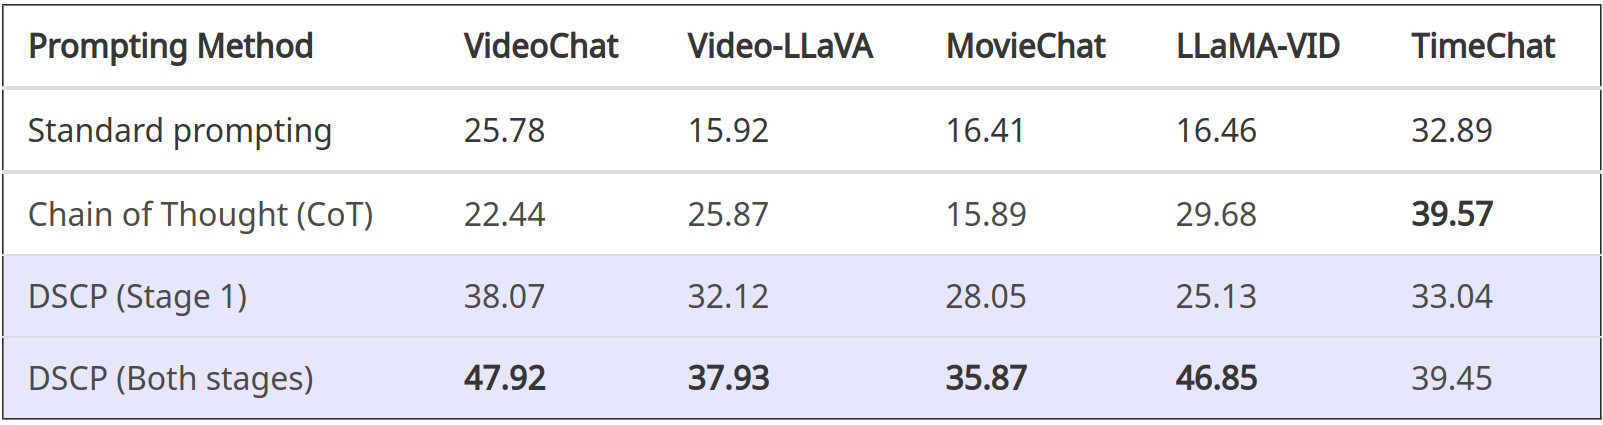 Prompting Method VideoChat Video-LLaVA MovieChat LLaMA-VID TimeChat
Standard prompting 25.78 15.92 16.41 16.46 32.89
Chain of Thought (CoT) 22.44 25.87 15.89 29.68 39.57
DSCP (Stage 1) 38.07 32.12 28.05 25.13 33.04
DSCP (Both stages) 47.92 37.93 35.87 46.85 39.45